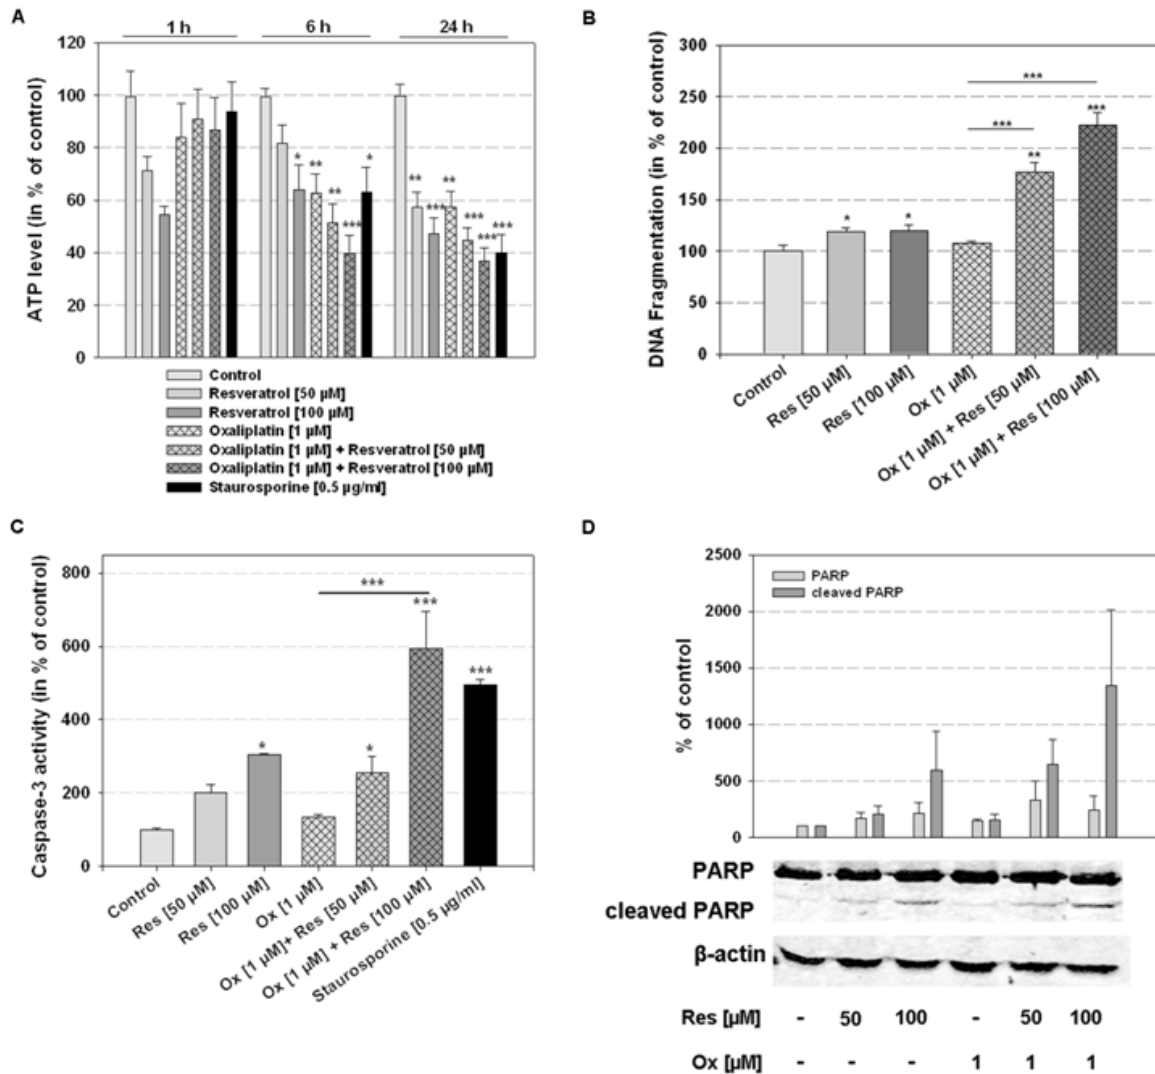 A
1 h
6 h
24 h
120
100
80
60
40
20
0
ATP level (in % of control)
* ** ** *** *
** *** ** *** *** ***
Control
Resveratrol [50 µM]
Resveratrol [100 µM]
Oxaliplatin [1 µM]
Oxaliplatin [1 µM] + Resveratrol [50 µM]
Oxaliplatin [1 µM] + Resveratrol [100 µM]
Staurosporine [0.5 µg/ml]
B
300
250
200
150
100
50
0
DNA Fragmentation (in % of control)
***
***
* * ** ***
Control
Res [50 µM]
Res [100 µM]
Ox [1 µM]
Ox [1 µM] + Res [50 µM]
Ox [1 µM] + Res [100 µM]
C
800
600
400
200
0
Caspase-3 activity (in % of control)
***
* * *** ***
Control
Res [50 µM]
Res [100 µM]
Ox [1 µM]
Ox [1 µM]+ Res [50 µM]
Ox [1 µM] + Res [100 µM]
Staurosporine [0.5 µg/ml]
D
2500
2000
1500
1000
500
0
% of control
PARP
cleaved PARP
PARP
cleaved PARP
β-actin
Res [µM] - 50 100 - 50 100
Ox [µM] - - - 1 1 1